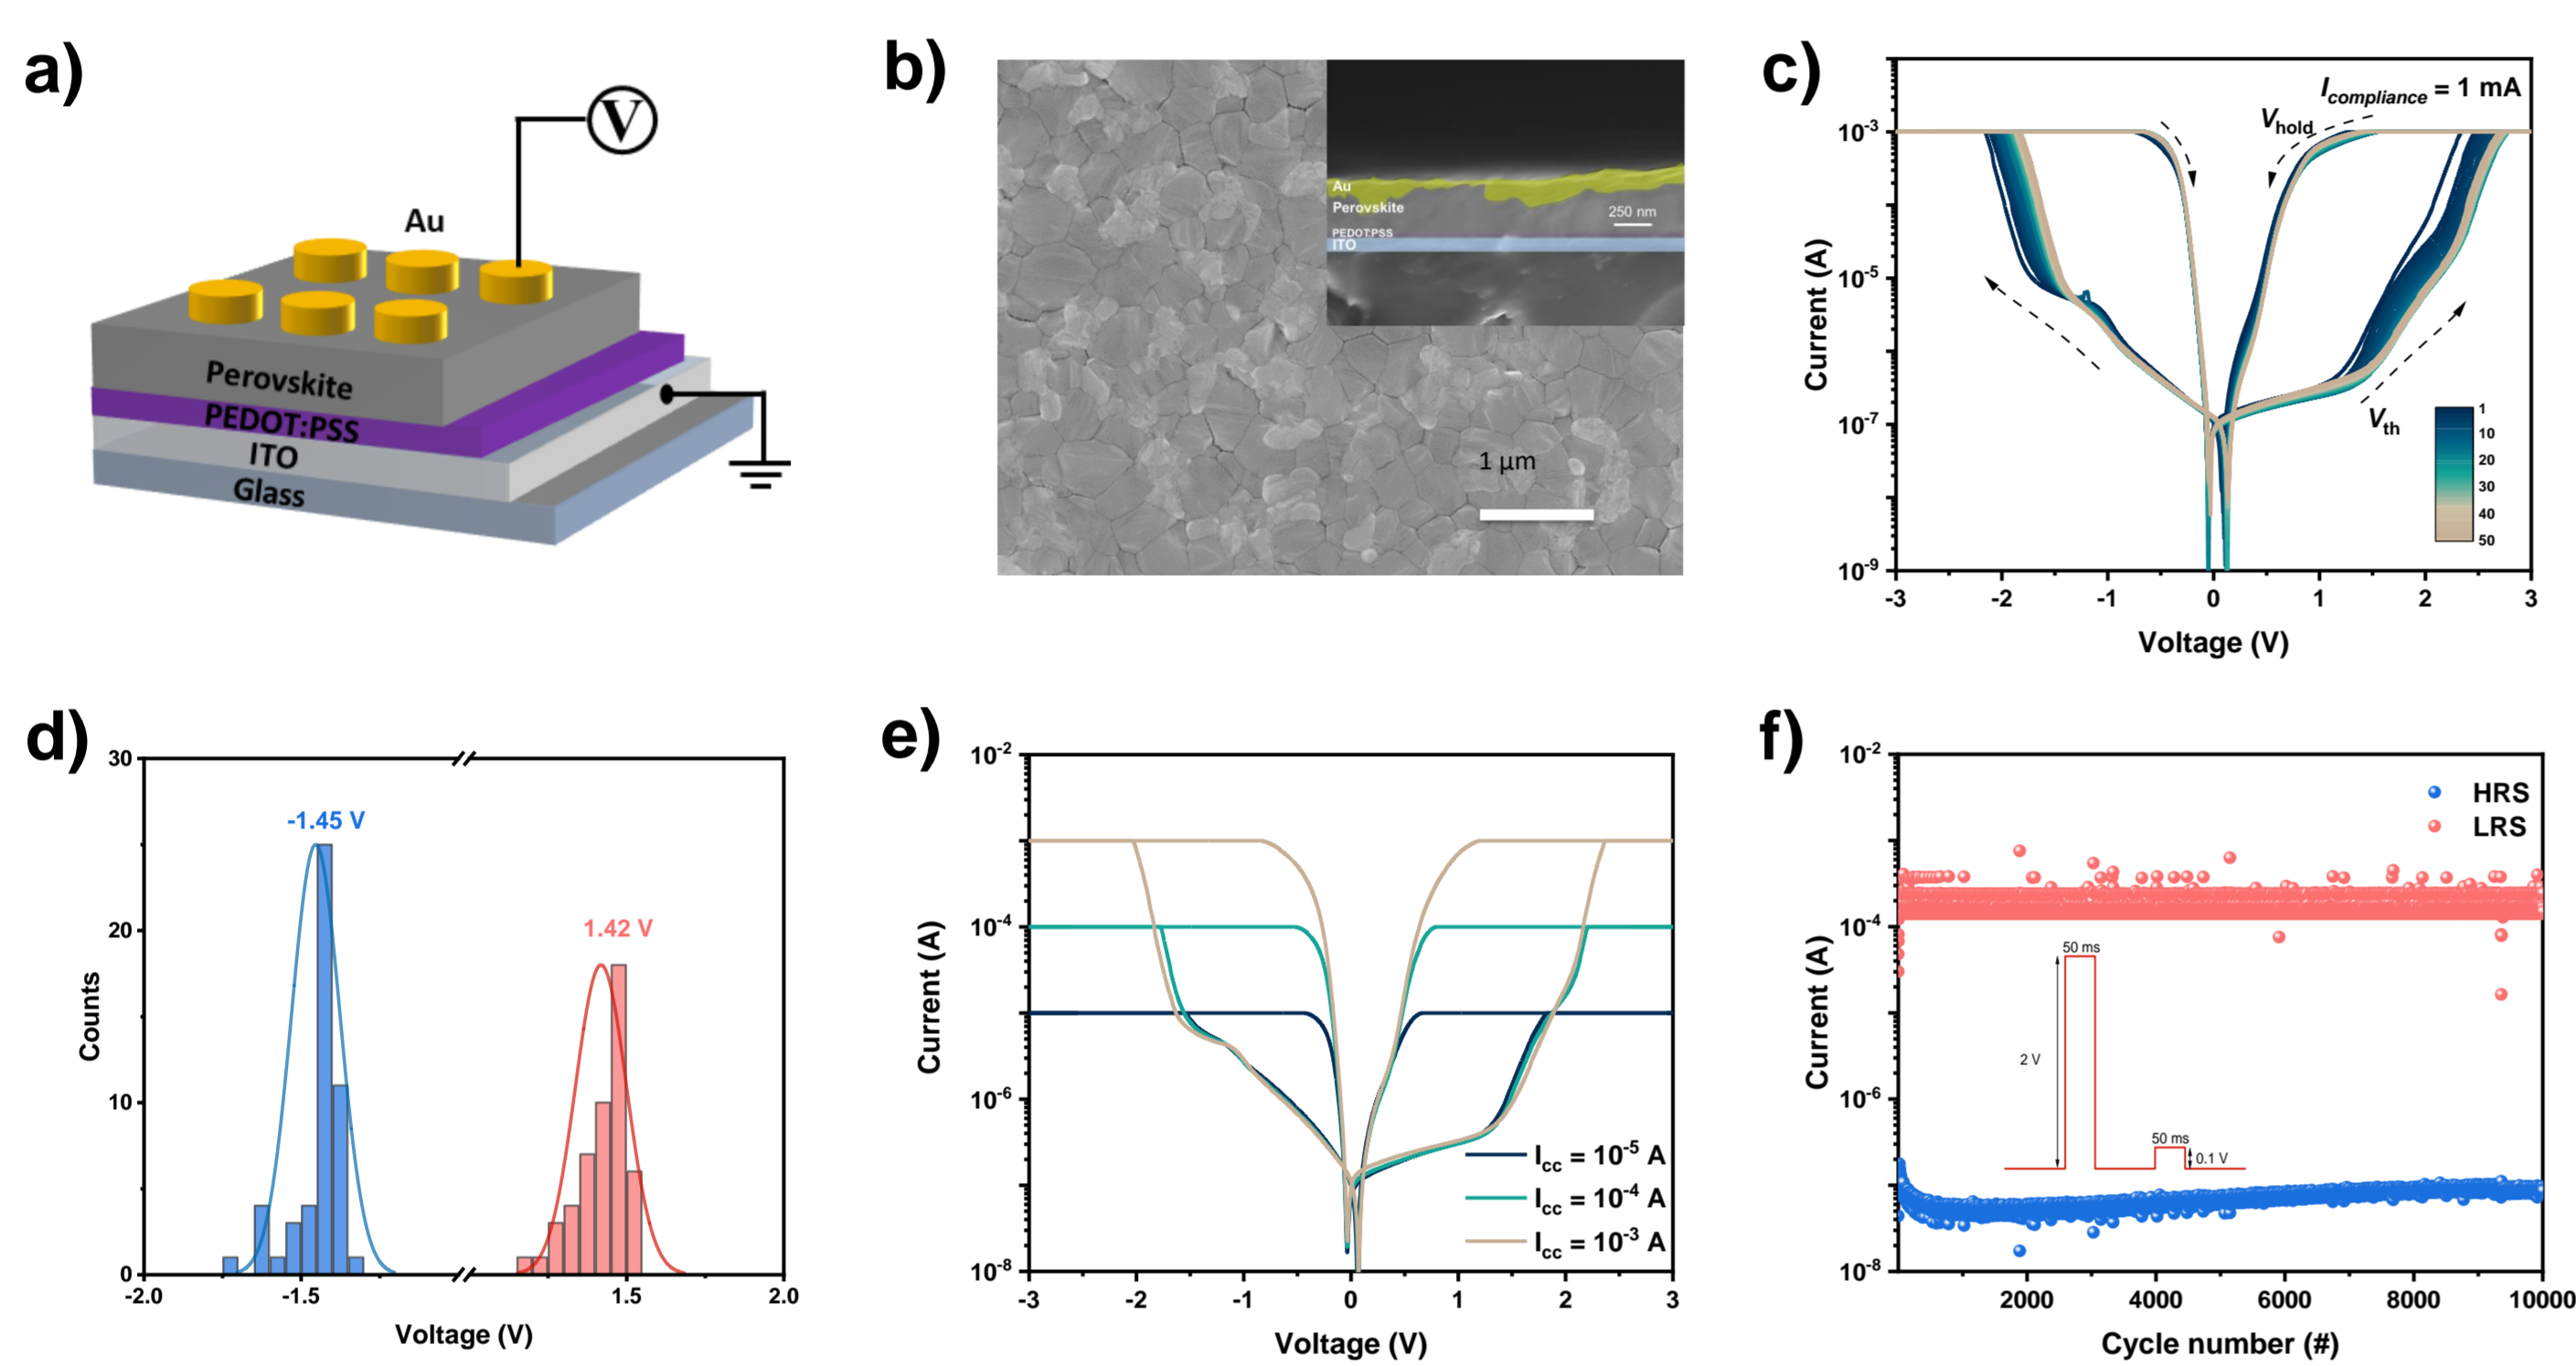 a)
V
Au
Perovskite
PEDOT:PSS
ITO
Glass
b)
Au
Perovskite
250 nm
PEDOT:PSS
ITO
1 µm
c)
I_compliance = 1 mA
V_hold
V_th
1
10
20
30
40
50
10^-3
10^-5
10^-7
10^-9
Current (A)
-3 -2 -1 0 1 2 3
Voltage (V)
d)
30
20
10
0
Counts
-1.45 V
1.42 V
-2.0 -1.5 1.5 2.0
Voltage (V)
e)
10^-2
10^-4
10^-6
10^-8
Current (A)
I_cc = 10^-5 A
I_cc = 10^-4 A
I_cc = 10^-3 A
-3 -2 -1 0 1 2 3
Voltage (V)
f)
10^-2
10^-4
10^-6
10^-8
Current (A)
HRS
LRS
50 ms
2 V
50 ms
0.1 V
2000 4000 6000 8000 10000
Cycle number (#)